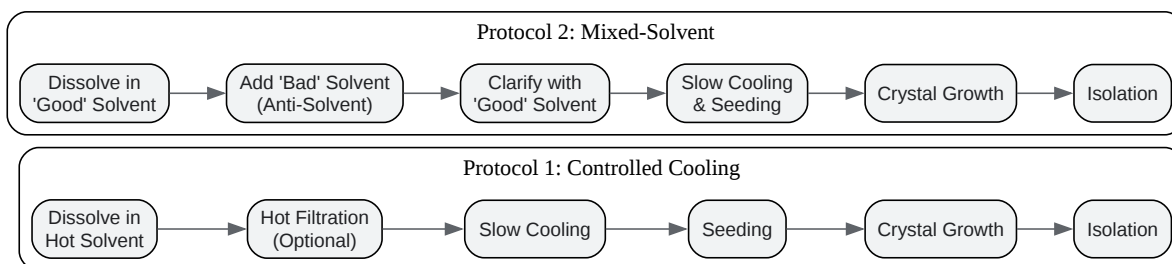 Protocol 2: Mixed-Solvent
Dissolve in
'Good' Solvent
Add 'Bad' Solvent
(Anti-Solvent)
Clarify with
'Good' Solvent
Slow Cooling
& Seeding
Crystal Growth
Isolation
Protocol 1: Controlled Cooling
Dissolve in
Hot Solvent
Hot Filtration
(Optional)
Slow Cooling
Seeding
Crystal Growth
Isolation